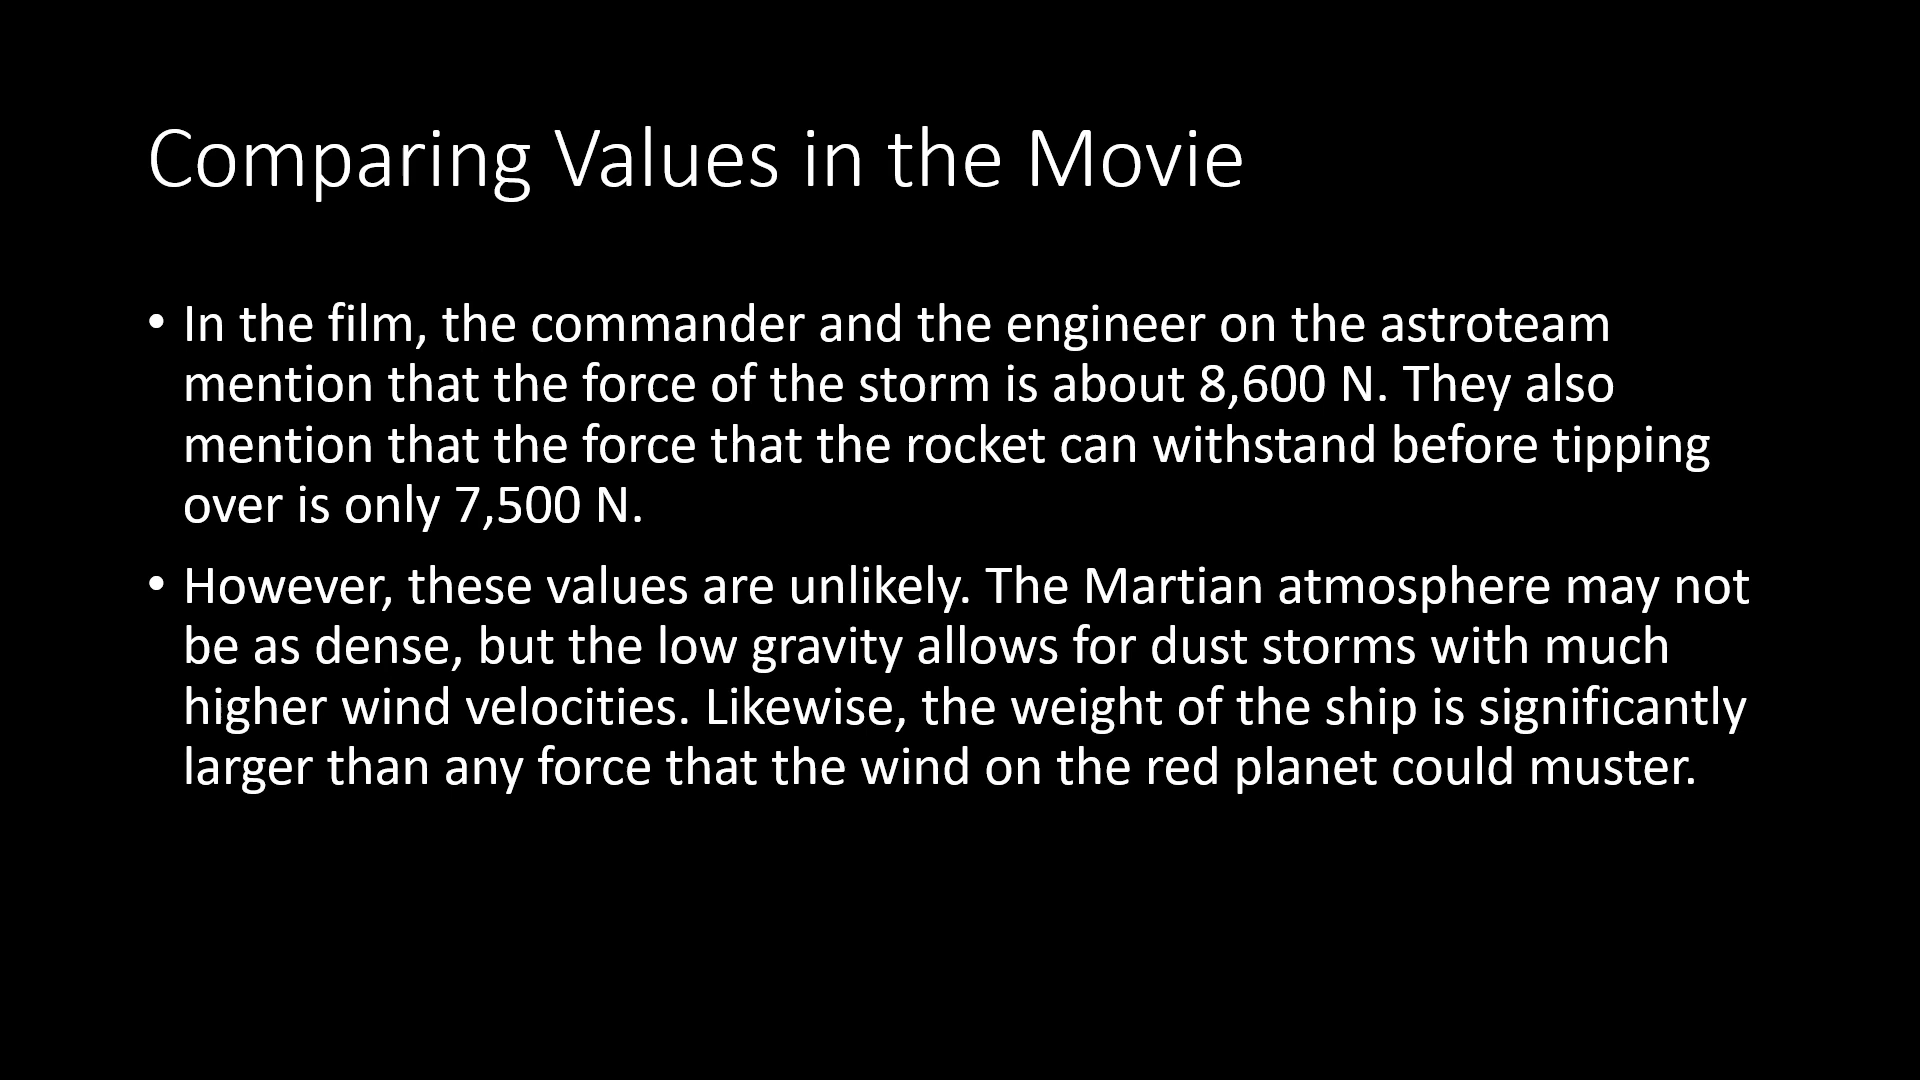 Comparing Values in the Movie
• In the film, the commander and the engineer on the astroteam
mention that the force of the storm is about 8,600 N. They also
mention that the force that the rocket can withstand before tipping
over is only 7,500 N.
• However, these values are unlikely. The Martian atmosphere may not
be as dense, but the low gravity allows for dust storms with much
higher wind velocities. Likewise, the weight of the ship is significantly
larger than any force that the wind on the red planet could muster.